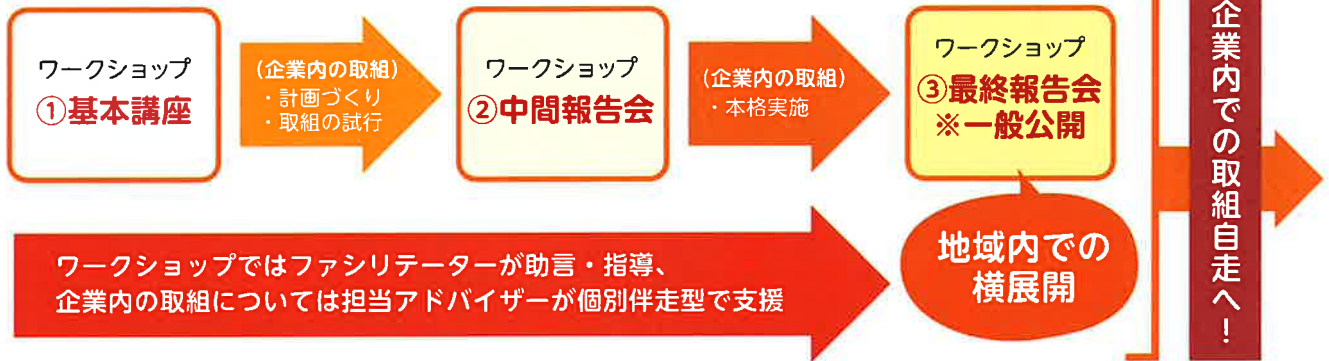 ワークショップ
①基本講座
（企業内の取組）
・計画づくり
・取組の試行
ワークショップ
②中間報告会
（企業内の取組）
・本格実施
ワークショップ
③最終報告会
※一般公開
地域内での
横展開
ワークショップではファシリテーターが助言・指導、
企業内の取組については担当アドバイザーが個別伴走型で支援
企業内での取組自走へ！